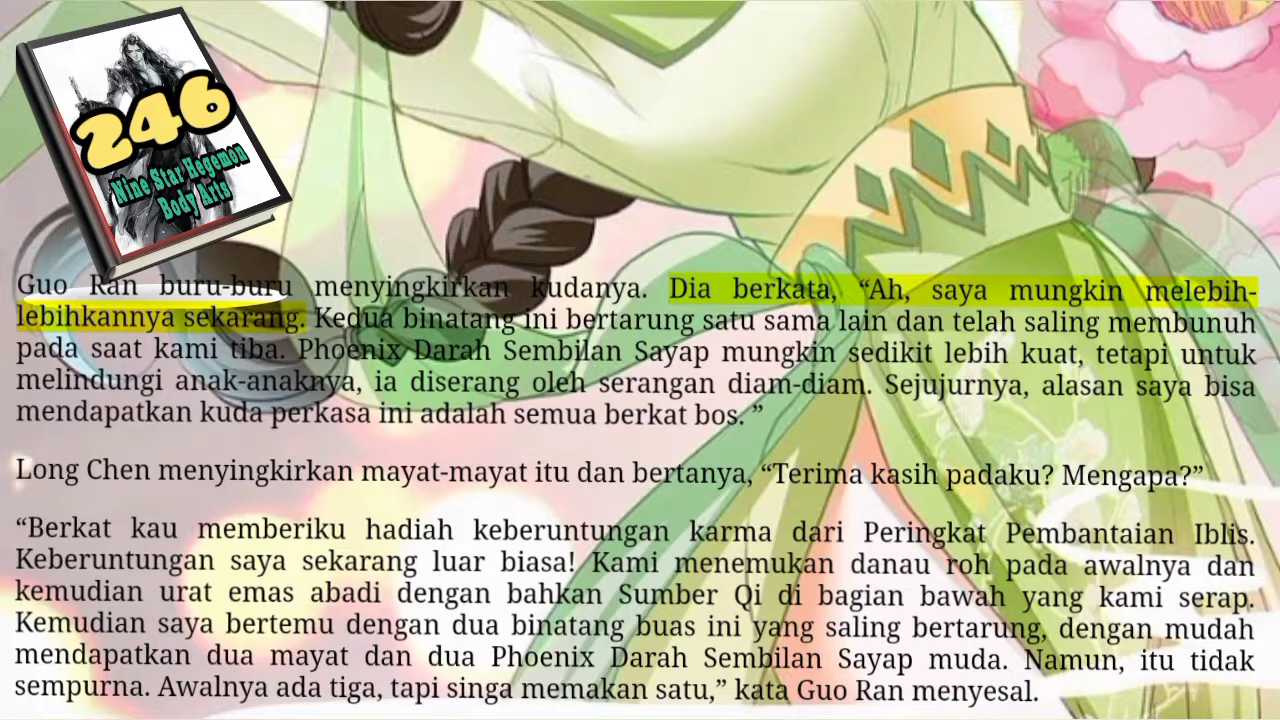 246
Nine Star Hegemon
Body Arts
Guo Ran buru-buru menyingkirkan kudanya. Dia berkata, “Ah, saya mungkin melebih-
lebihkannya sekarang. Kedua binatang ini bertarung satu sama lain dan telah saling membunuh
pada saat kami tiba. Phoenix Darah Sembilan Sayap mungkin sedikit lebih kuat, tetapi untuk
melindungi anak-anaknya, ia diserang oleh serangan diam-diam. Sejujurnya, alasan saya bisa
mendapatkan kuda perkasa ini adalah semua berkat bos. ”
Long Chen menyingkirkan mayat-mayat itu dan bertanya, “Terima kasih padaku? Mengapa?”
“Berkat kau memberiku hadiah keberuntungan karma dari Peringkat Pembantaian Iblis.
Keberuntungan saya sekarang luar biasa! Kami menemukan danau roh pada awalnya dan
kemudian urat emas abadi dengan bahkan Sumber Qi di bagian bawah yang kami serap.
Kemudian saya bertemu dengan dua binatang buas ini yang saling bertarung, dengan mudah
mendapatkan dua mayat dan dua Phoenix Darah Sembilan Sayap muda. Namun, itu tidak
sempurna. Awalnya ada tiga, tapi singa memakan satu,” kata Guo Ran menyesal.